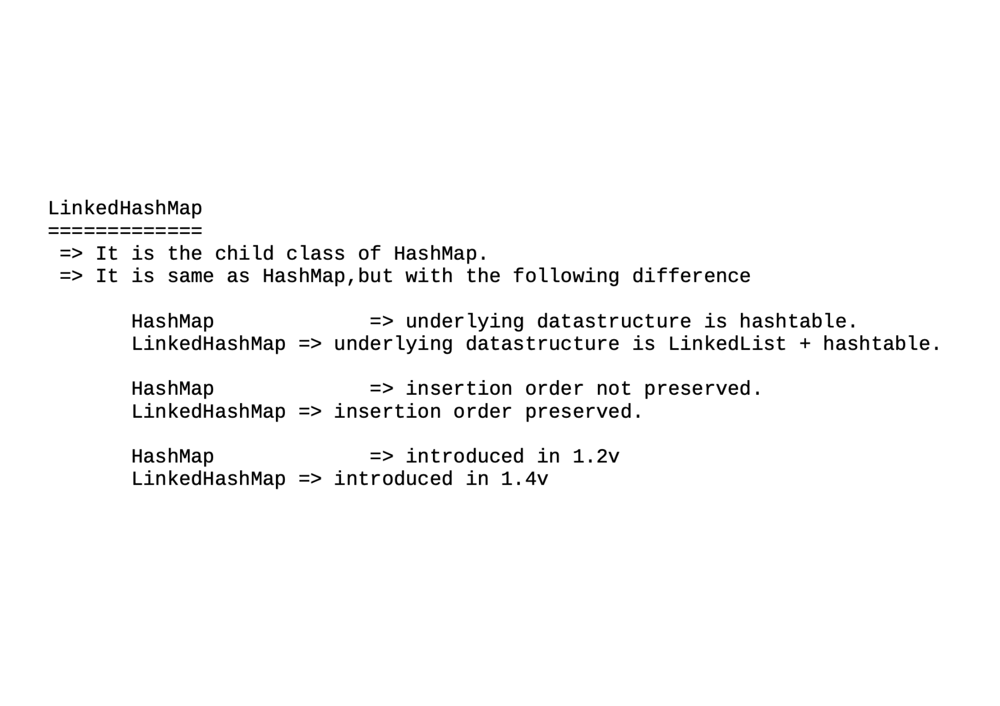 LinkedHashMap
=============
 => It is the child class of HashMap.
 => It is same as HashMap,but with the following difference
       HashMap             => underlying datastructure is hashtable.
       LinkedHashMap => underlying datastructure is LinkedList + hashtable.
       HashMap             => insertion order not preserved.
       LinkedHashMap => insertion order preserved.
       HashMap             => introduced in 1.2v
       LinkedHashMap => introduced in 1.4v